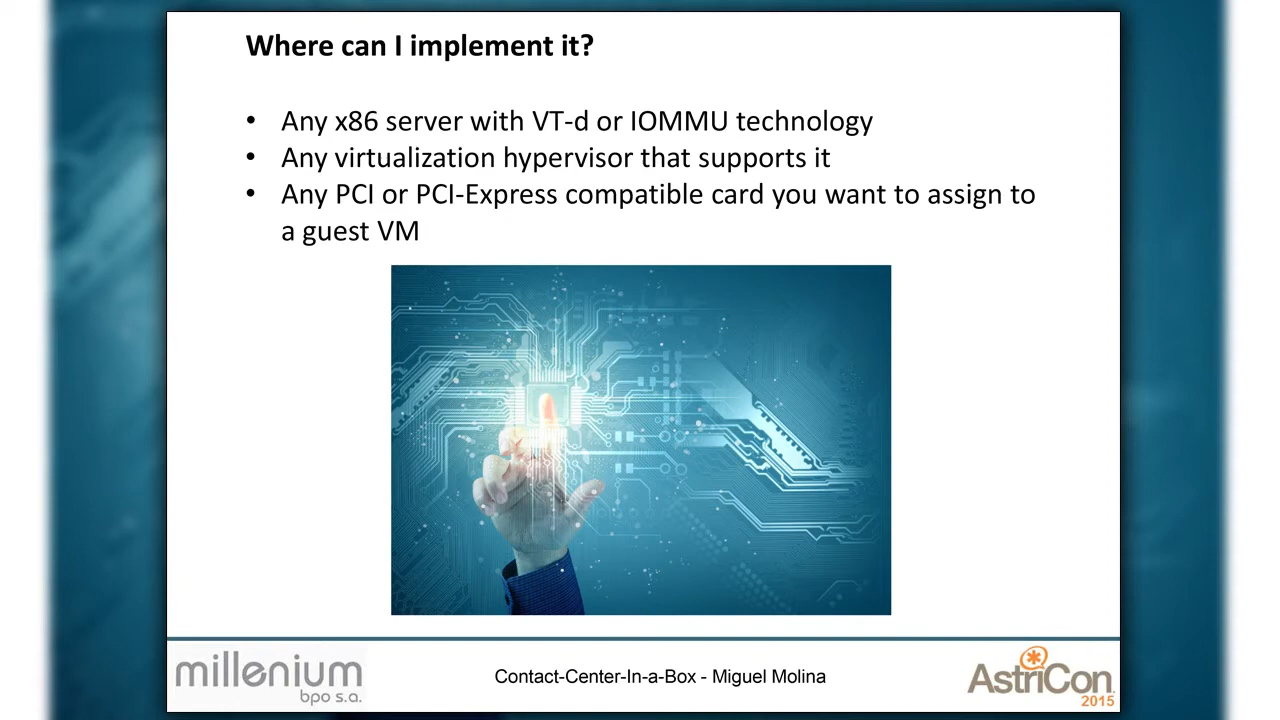 Where can I implement it?
• Any x86 server with VT-d or IOMMU technology
• Any virtualization hypervisor that supports it
• Any PCI or PCI-Express compatible card you want to assign to
a guest VM
millenium
bpo s.a.
Contact-Center-In-a-Box - Miguel Molina
AstriCon
2015